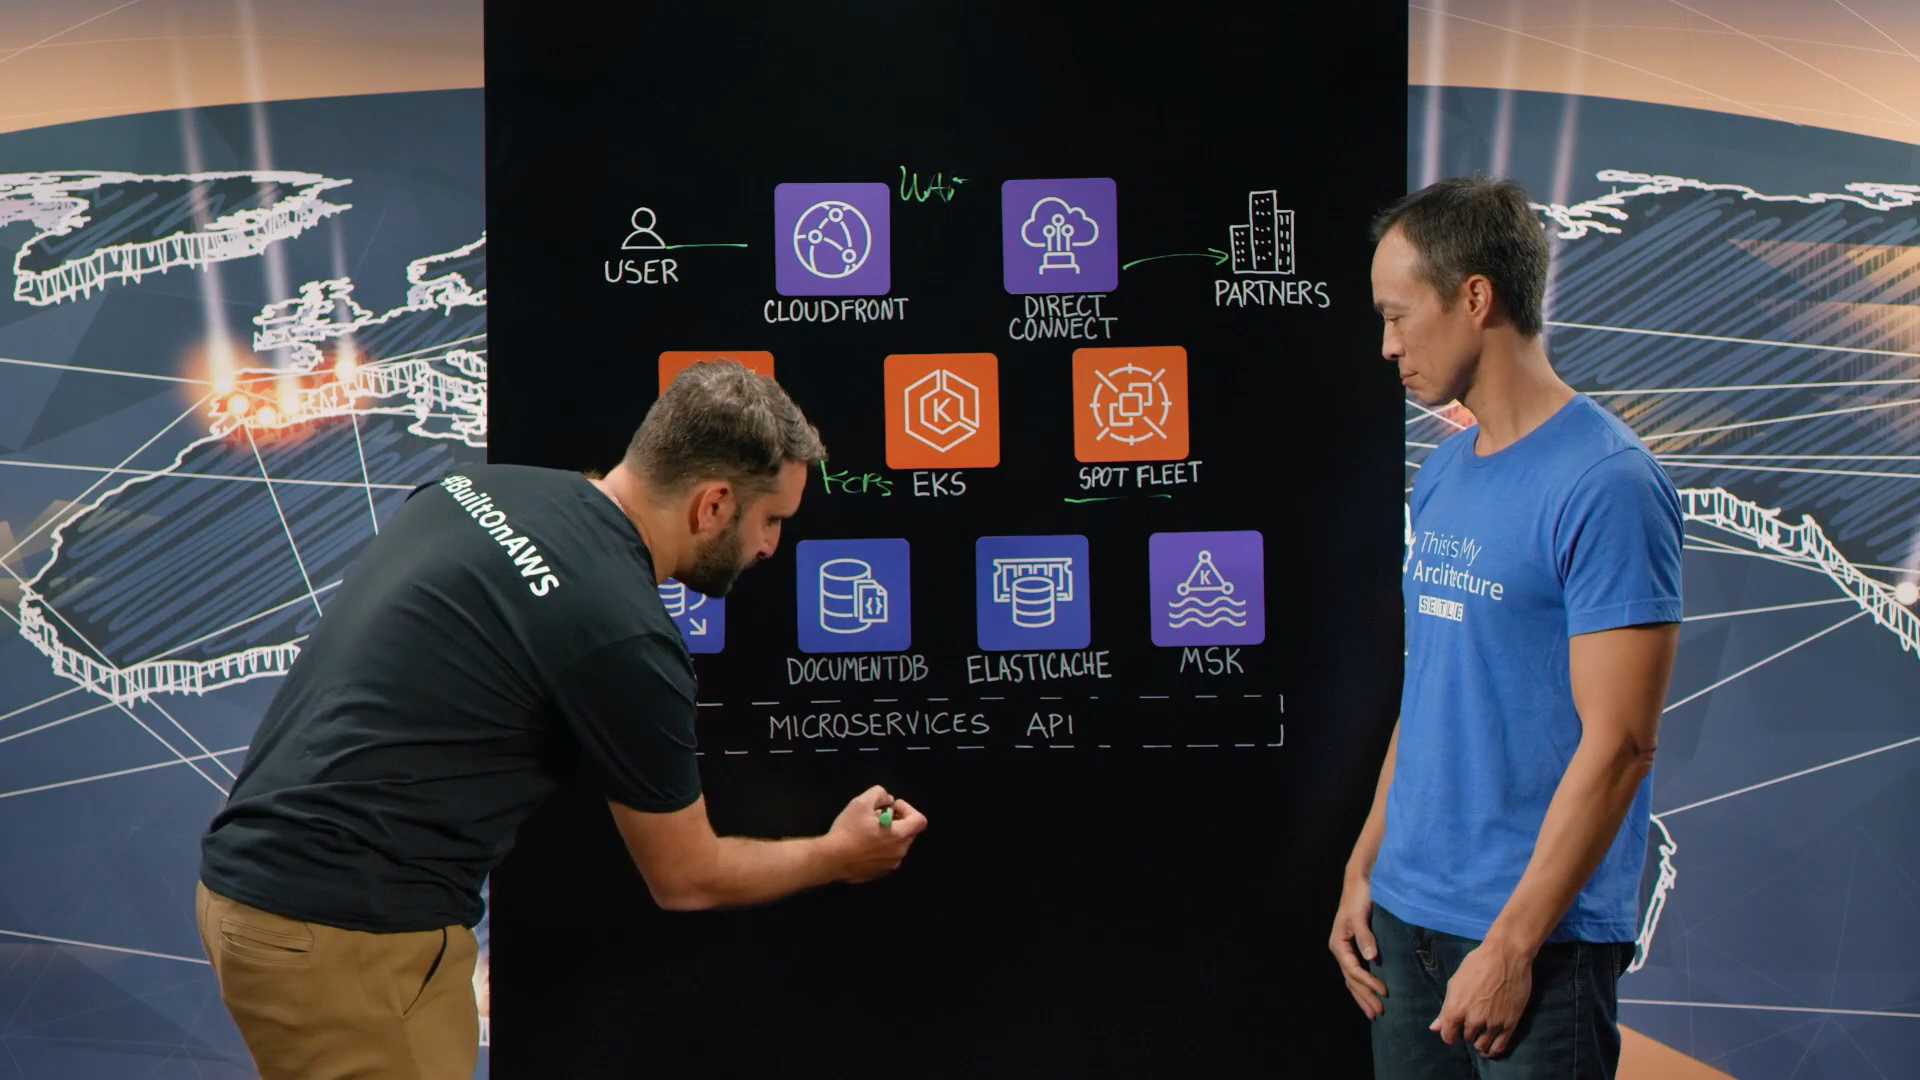 WAF
USER
CLOUDFRONT
DIRECT
CONNECT
PARTNERS
K
KOPS EKS
SPOT FLEET
#BuiltOnAWS
{}
K
DOCUMENTDB
ELASTICACHE
MSK
MICROSERVICES API
This is My
Architecture